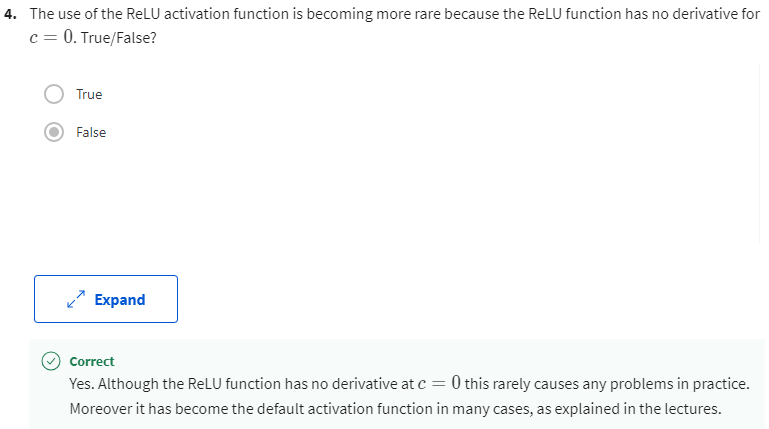 4. The use of the ReLU activation function is becoming more rare because the ReLU function has no derivative for
c = 0. True/False?
True
False
Expand
Correct
Yes. Although the ReLU function has no derivative at c = 0 this rarely causes any problems in practice.
Moreover it has become the default activation function in many cases, as explained in the lectures.